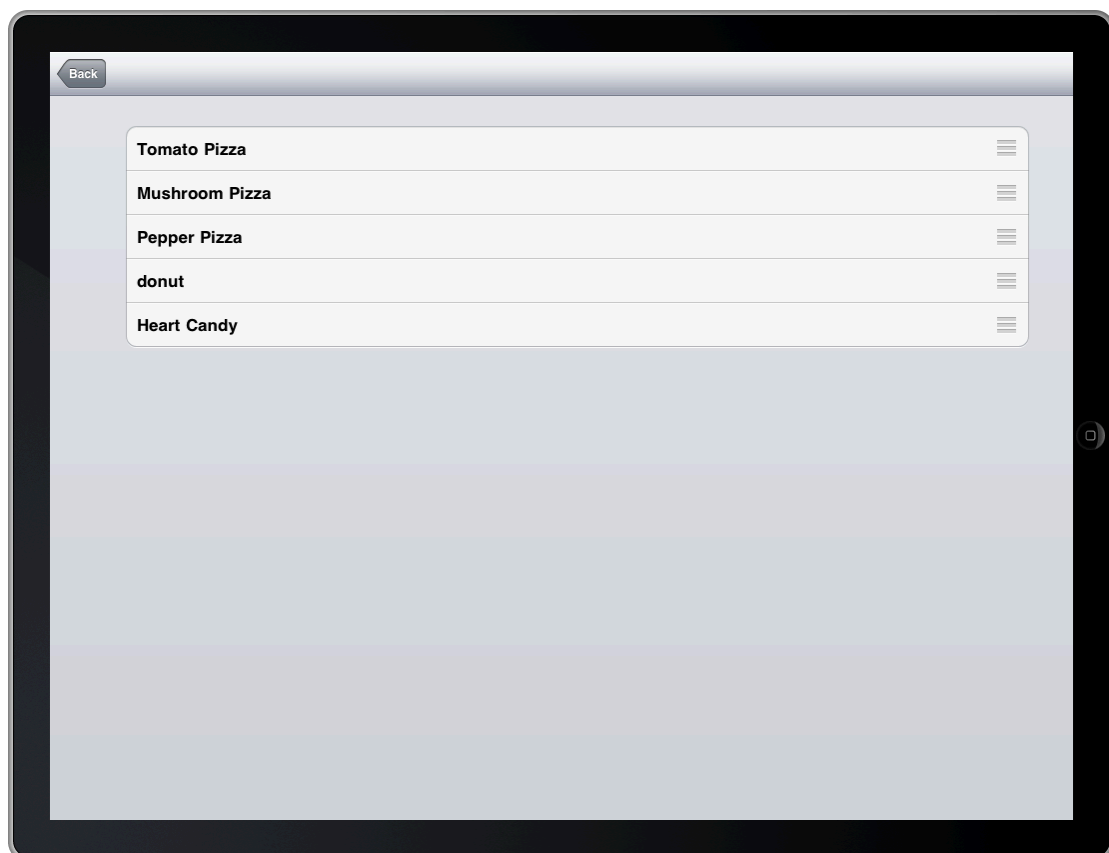 Back
Tomato Pizza
Mushroom Pizza
Pepper Pizza
donut
Heart Candy